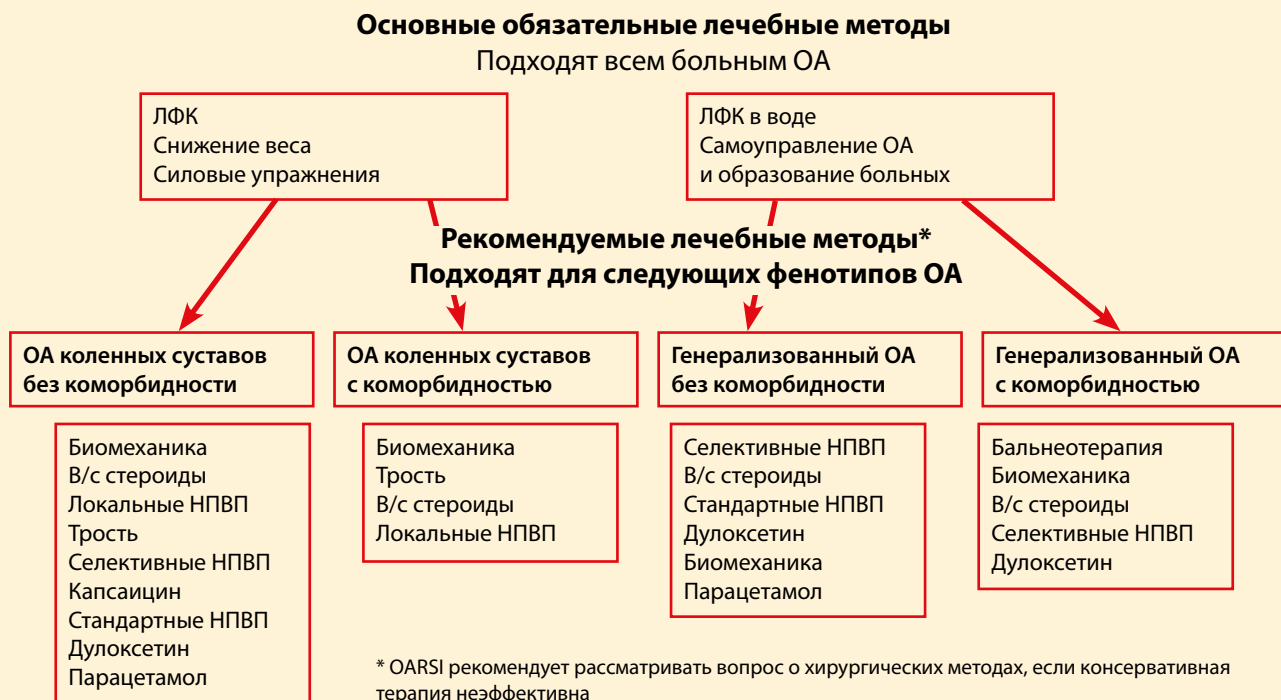 Основные обязательные лечебные методы
Подходят всем больным ОА
ЛФК
Снижение веса
Силовые упражнения
ЛФК в воде
Самоуправление ОА
и образование больных
Рекомендуемые лечебные методы*
Подходят для следующих фенотипов ОА
ОА коленных суставов
без коморбидности
ОА коленных суставов
с коморбидностью
Генерализованный ОА
без коморбидности
Генерализованный ОА
с коморбидностью
Биомеханика
В/с стероиды
Локальные НПВП
Трость
Селективные НПВП
Капсаицин
Стандартные НПВП
Дулоксетин
Парацетамол
Биомеханика
Трость
В/с стероиды
Локальные НПВП
Селективные НПВП
В/с стероиды
Стандартные НПВП
Дулоксетин
Биомеханика
Парацетамол
Бальнеотерапия
Биомеханика
В/с стероиды
Селективные НПВП
Дулоксетин
* OARSI рекомендует рассматривать вопрос о хирургических методах, если консервативная
терапия неэффективна